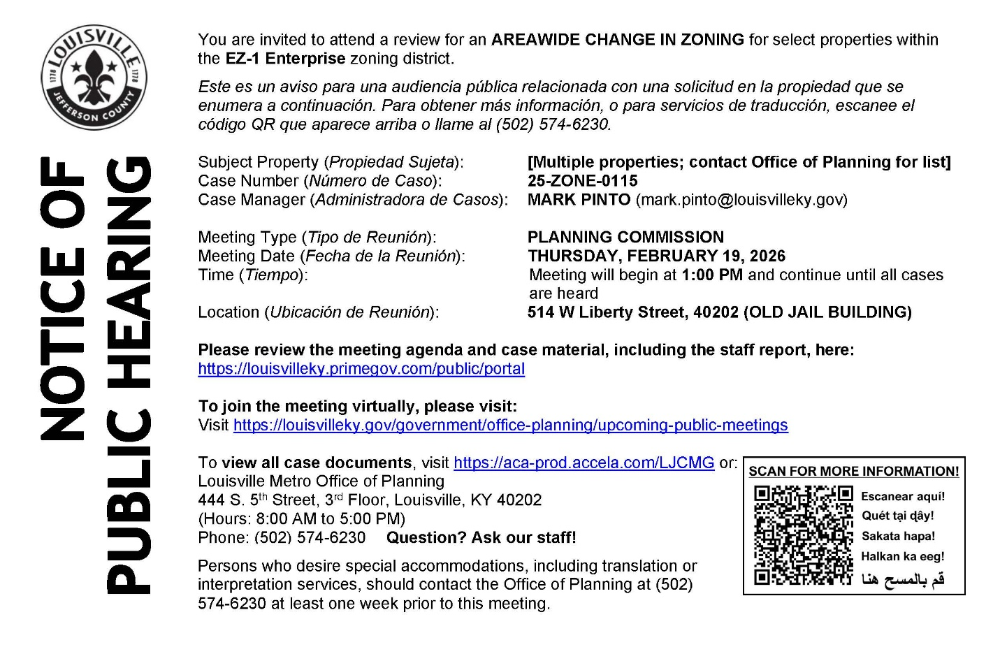 LOUISVILLE
1778 1778
JEFFERSON COUNTY
NOTICE OF
PUBLIC HEARING
You are invited to attend a review for an AREAWIDE CHANGE IN ZONING for select properties within
the EZ-1 Enterprise zoning district.
Este es un aviso para una audiencia pública relacionada con una solicitud en la propiedad que se
enumera a continuación. Para obtener más información, o para servicios de traducción, escanee el
código QR que aparece arriba o llame al (502) 574-6230.
Subject Property (Propiedad Sujeta): [Multiple properties; contact Office of Planning for list]
Case Number (Número de Caso): 25-ZONE-0115
Case Manager (Administradora de Casos): MARK PINTO (mark.pinto@louisvilleky.gov)
Meeting Type (Tipo de Reunión): PLANNING COMMISSION
Meeting Date (Fecha de la Reunión): THURSDAY, FEBRUARY 19, 2026
Time (Tiempo): Meeting will begin at 1:00 PM and continue until all cases
are heard
Location (Ubicación de Reunión): 514 W Liberty Street, 40202 (OLD JAIL BUILDING)
Please review the meeting agenda and case material, including the staff report, here:
https://louisvilleky.primegov.com/public/portal
To join the meeting virtually, please visit:
Visit https://louisvilleky.gov/government/office-planning/upcoming-public-meetings
To view all case documents, visit https://aca-prod.accela.com/LJCMG or:
Louisville Metro Office of Planning
444 S. 5th Street, 3rd Floor, Louisville, KY 40202
(Hours: 8:00 AM to 5:00 PM)
Phone: (502) 574-6230 Question? Ask our staff!
Persons who desire special accommodations, including translation or
interpretation services, should contact the Office of Planning at (502)
574-6230 at least one week prior to this meeting.
SCAN FOR MORE INFORMATION!
Escanear aquí!
Quét tại ɖây!
Sakata hapa!
Halkan ka eeg!
قم بالمسح هنا